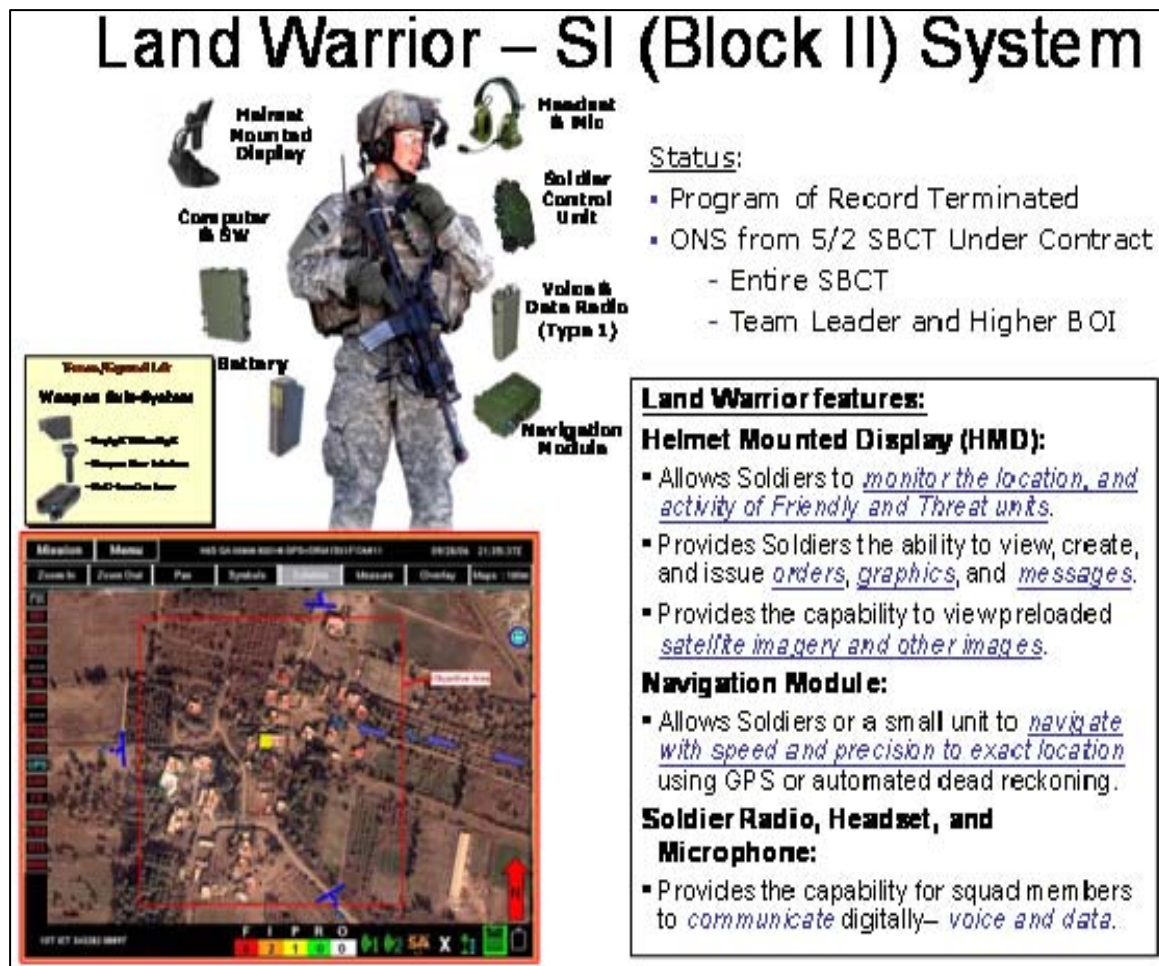 Land Warrior – SI (Block II) System
Helmet
Mounted
Display
Headset
& Mic
Computer
& SW
Soldier
Control
Unit
Battery
Voice &
Data Radio
(Type 1)
Navigation
Module
Weapon Sub-System
Status:
▪ Program of Record Terminated
▪ ONS from 5/2 SBCT Under Contract
- Entire SBCT
- Team Leader and Higher BOI
Mission Menu
Zoom In Zoom Out Pan Symbols Measure Overlay
Objective Area
GPS
N
F I P R O
SA X
Land Warrior features:
Helmet Mounted Display (HMD):
▪ Allows Soldiers to monitor the location, and
activity of Friendly and Threat units.
▪ Provides Soldiers the ability to view, create,
and issue orders, graphics, and messages.
▪ Provides the capability to view preloaded
satellite imagery and other images.
Navigation Module:
▪ Allows Soldiers or a small unit to navigate
with speed and precision to exact location
using GPS or automated dead reckoning.
Soldier Radio, Headset, and
Microphone:
▪ Provides the capability for squad members
to communicate digitally– voice and data.